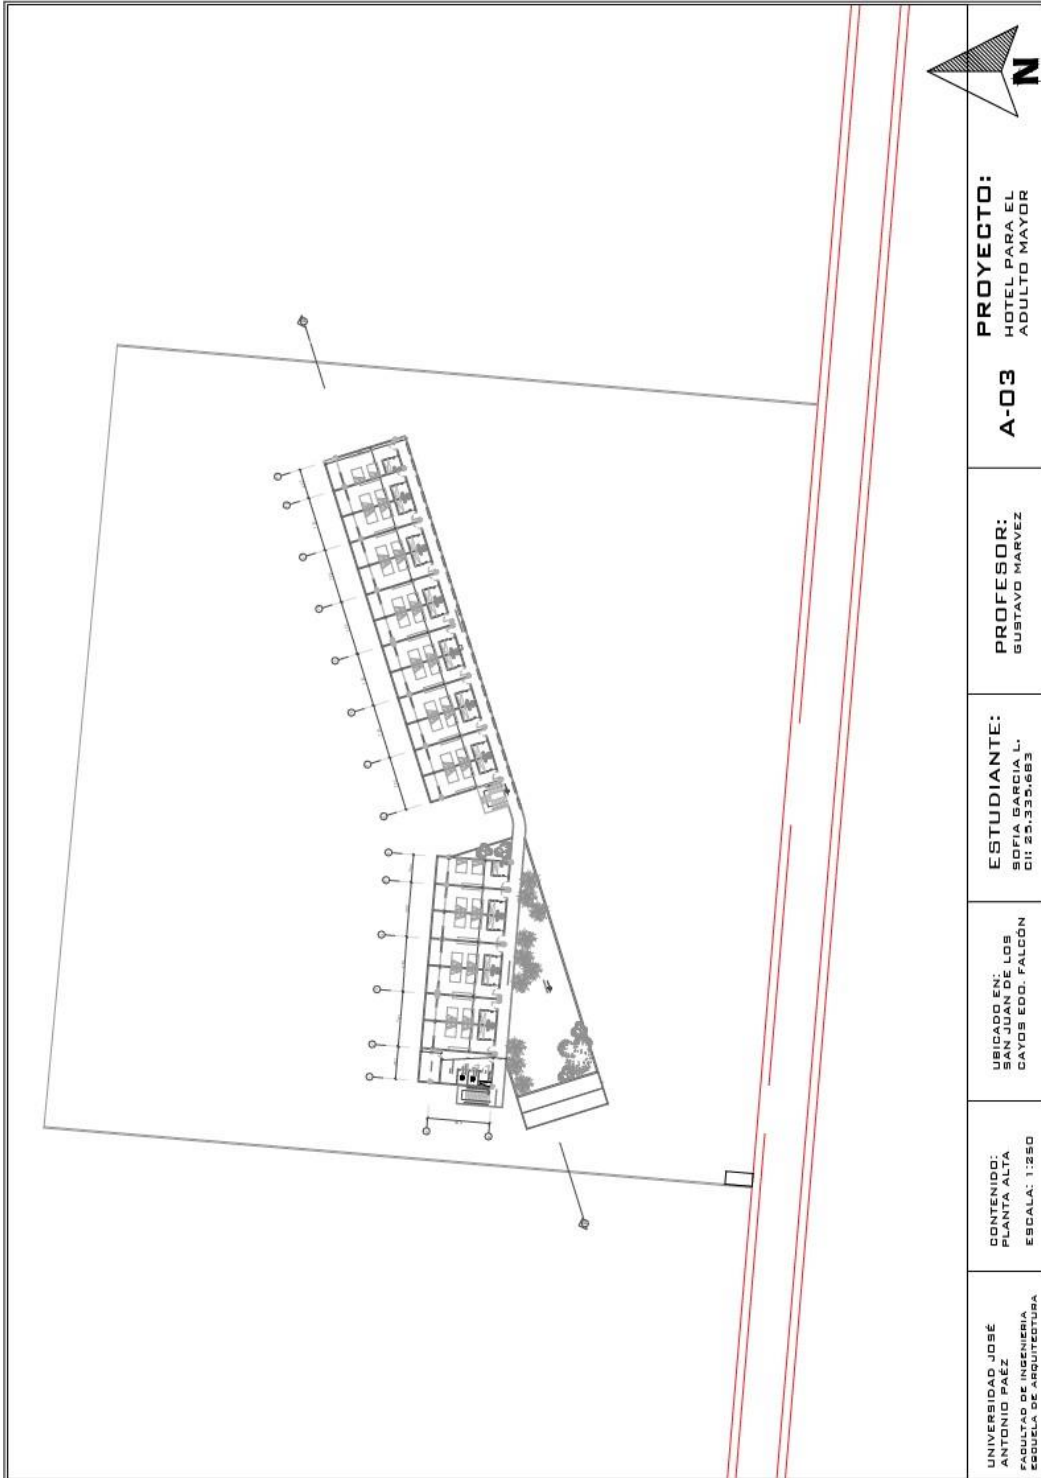 UNIVERSIDAD JOSÉ
ANTONIO PAÉZ
FACULTAD DE INGENIERIA
ESCUELA DE ARQUITECTURA
CONTENIDO:
PLANTA ALTA
ESCALA: 1:250
UBICADO EN:
SAN JUAN DE LOS
CAYOS EDO. FALCÓN
ESTUDIANTE:
SOFIA GARCIA L.
CI: 25.335.683
PROFESOR:
GUSTAVO MARVEZ
A-03
PROYECTO:
HOTEL PARA EL
ADULTO MAYOR
N